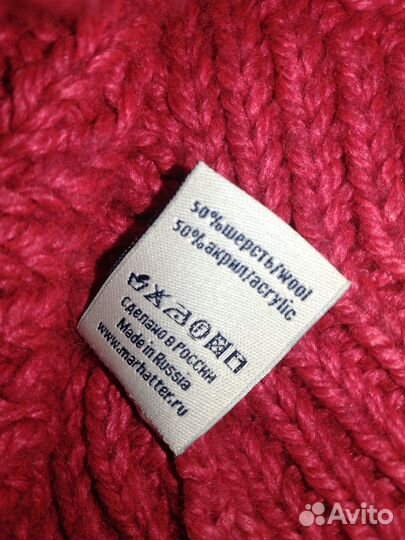 50%шерсть/wool
50%акрил/acrylic
СДЕЛАНО В РОССИИ
Made in Russia
www.marhatter.ru
Avito